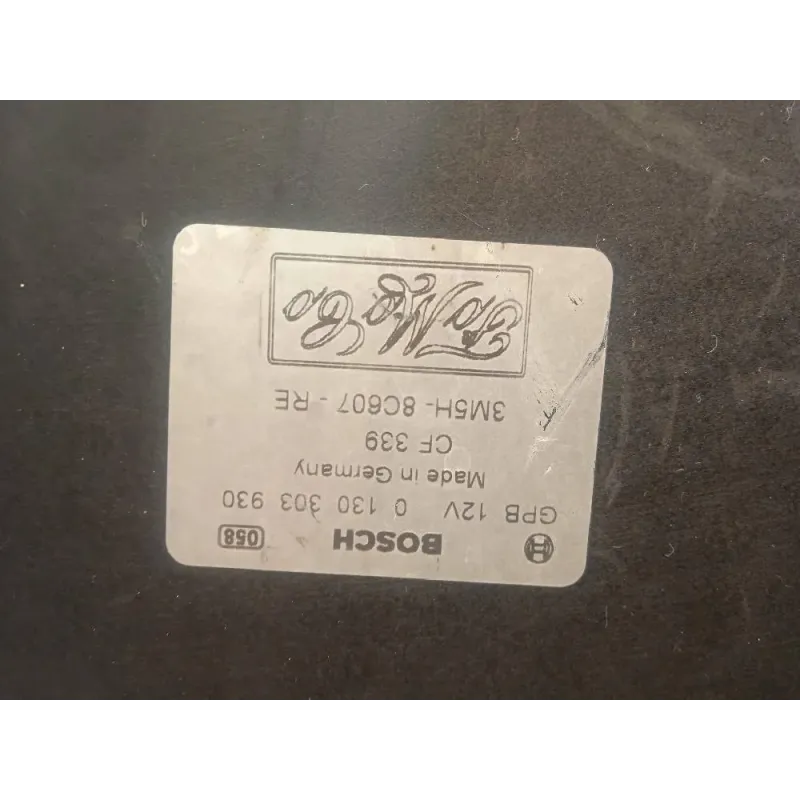 BOSCH 058
GPB 12V 0 130 303 930
Made in Germany
CF 339
3M5H- 8C607 - RE
FoMoCo